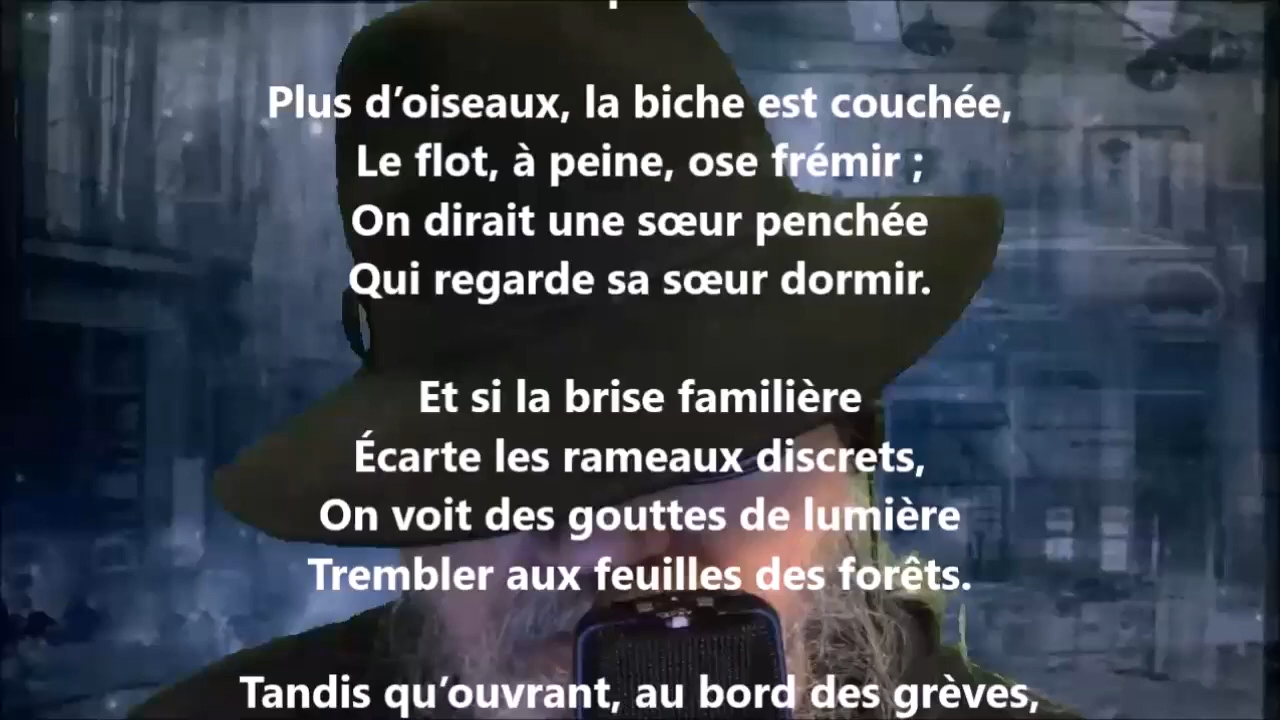 Plus d’oiseaux, la biche est couchée,
Le flot, à peine, ose frémir ;
On dirait une sœur penchée
Qui regarde sa sœur dormir.
Et si la brise familière
Écarte les rameaux discrets,
On voit des gouttes de lumière
Trembler aux feuilles des forêts.
Tandis qu’ouvrant, au bord des grèves,